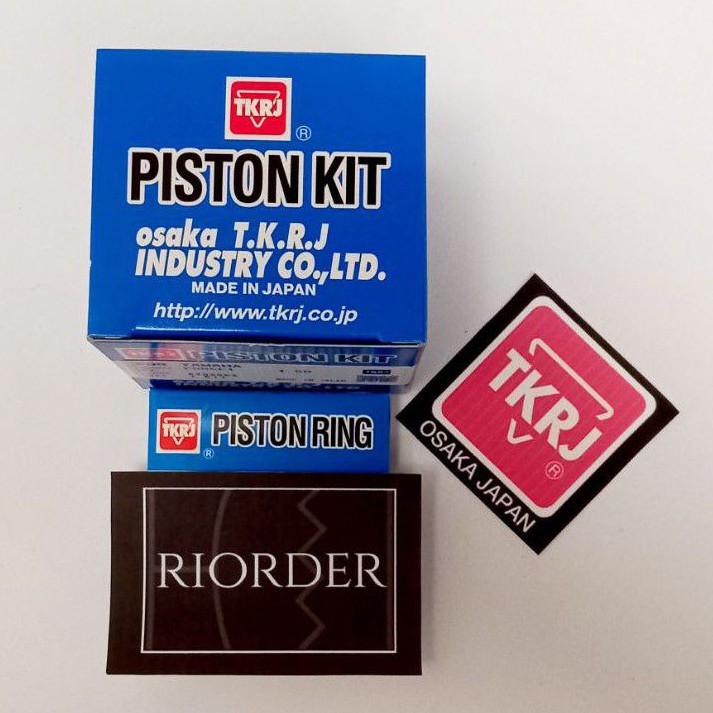 TKRJ
®
PISTON KIT
osaka T.K.R.J
INDUSTRY CO.,LTD.
MADE IN JAPAN
http://www.tkrj.co.jp
PISTON KIT
YAMAHA
TKRJ
®
PISTON RING
RIORDER
TKRJ
®
OSAKA JAPAN